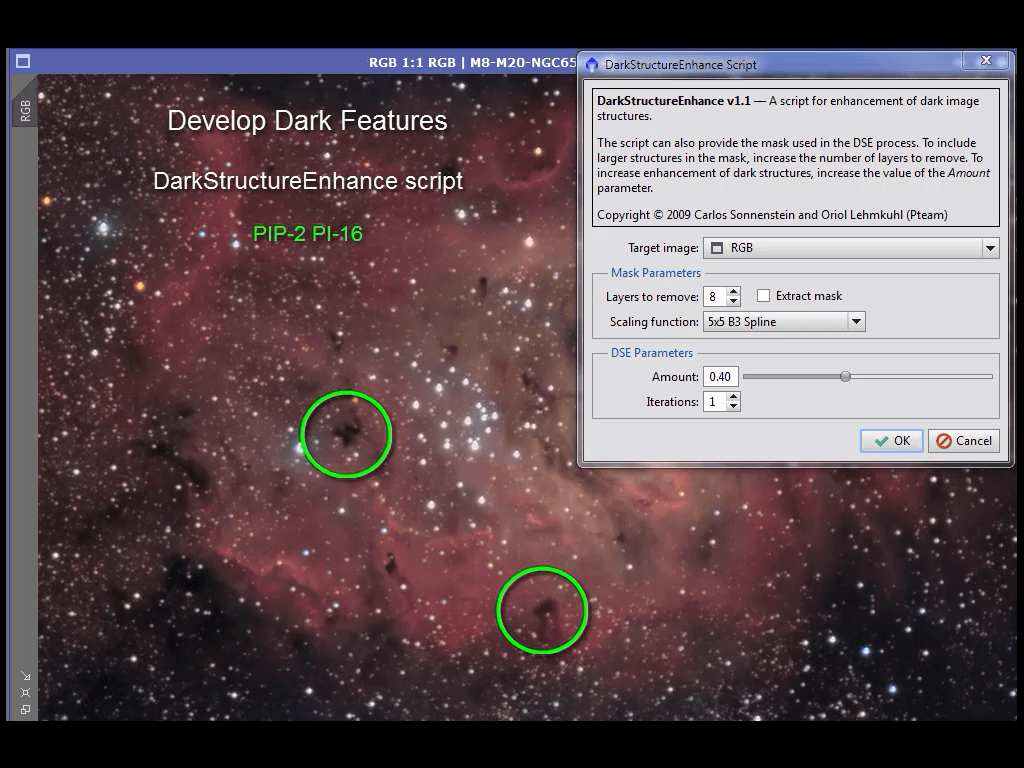 RGB 1:1 RGB | M8-M20-NGC65
RGB
Develop Dark Features
DarkStructureEnhance script
PIP-2 PI-16
DarkStructureEnhance Script
DarkStructureEnhance v1.1 — A script for enhancement of dark image
structures.
The script can also provide the mask used in the DSE process. To include
larger structures in the mask, increase the number of layers to remove. To
increase enhancement of dark structures, increase the value of the Amount
parameter.
Copyright © 2009 Carlos Sonnenstein and Oriol Lehmkuhl (Pteam)
Target image: RGB
Mask Parameters
Layers to remove: 8 Extract mask
Scaling function: 5x5 B3 Spline
DSE Parameters
Amount: 0.40
Iterations: 1
OK Cancel